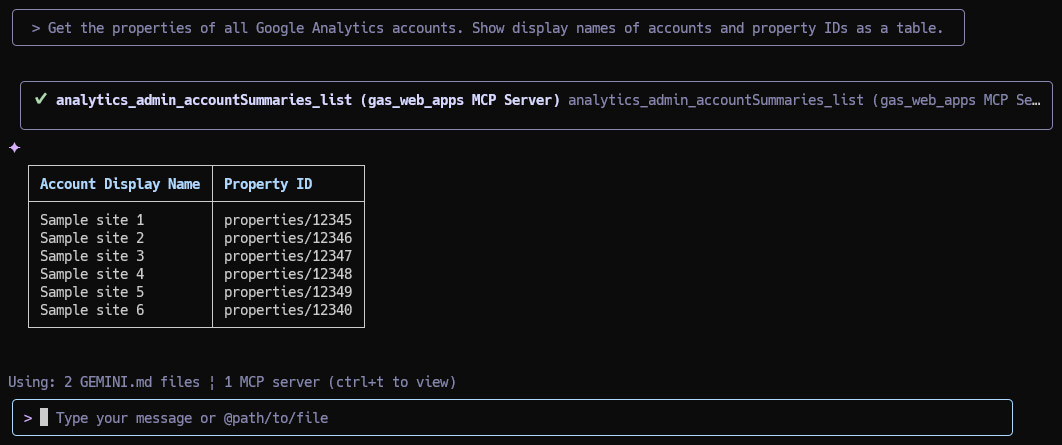 > Get the properties of all Google Analytics accounts. Show display names of accounts and property IDs as a table.
✓ analytics_admin_accountSummaries_list (gas_web_apps MCP Server) analytics_admin_accountSummaries_list (gas_web_apps MCP Se…
✦
Account Display Name Property ID
Sample site 1 properties/12345
Sample site 2 properties/12346
Sample site 3 properties/12347
Sample site 4 properties/12348
Sample site 5 properties/12349
Sample site 6 properties/12340
Using: 2 GEMINI.md files ¦ 1 MCP server (ctrl+t to view)
> Type your message or @path/to/file